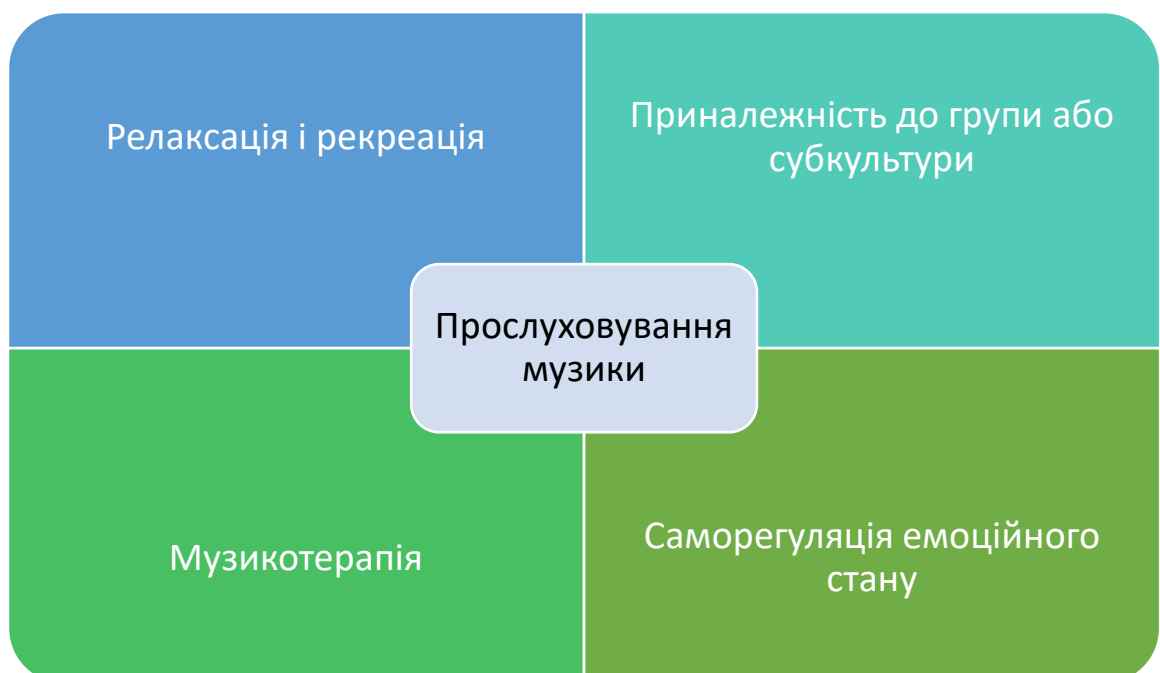 Релаксація і рекреація
Приналежність до групи або
субкультури
Прослуховування
музики
Музикотерапія
Саморегуляція емоційного
стану